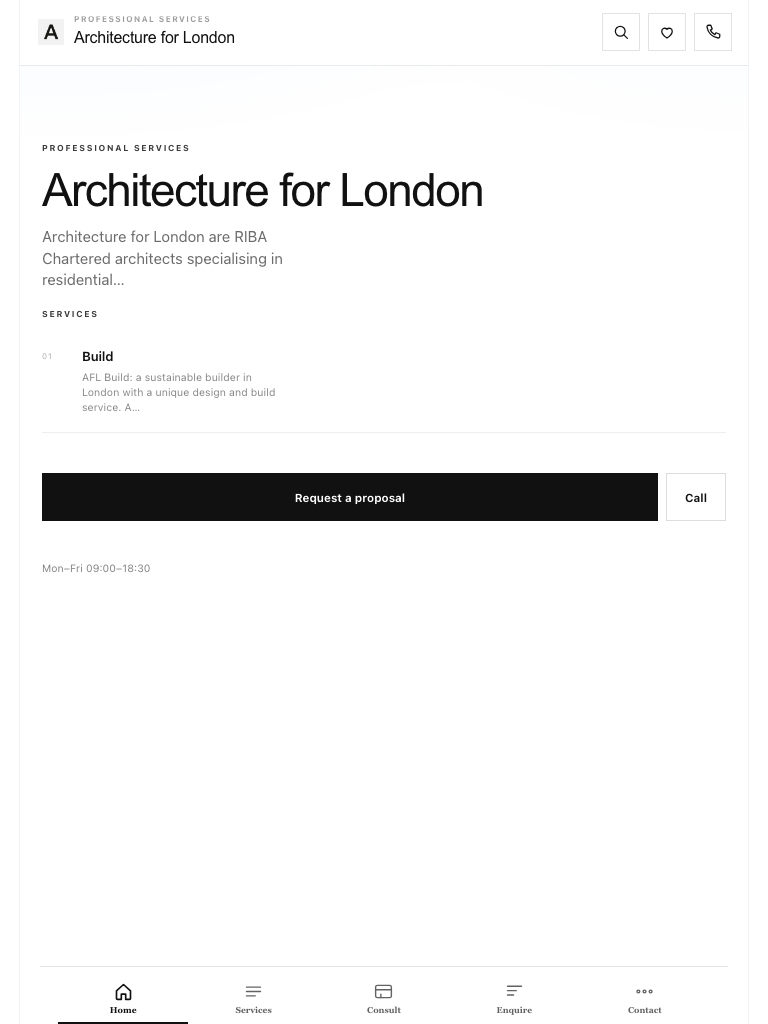 A
PROFESSIONAL SERVICES
Architecture for London
PROFESSIONAL SERVICES
Architecture for London
Architecture for London are RIBA
Chartered architects specialising in
residential...
SERVICES
01
Build
AFL Build: a sustainable builder in
London with a unique design and build
service. A...
Request a proposal
Call
Mon–Fri 09:00–18:30
Home
Services
Consult
Enquire
Contact